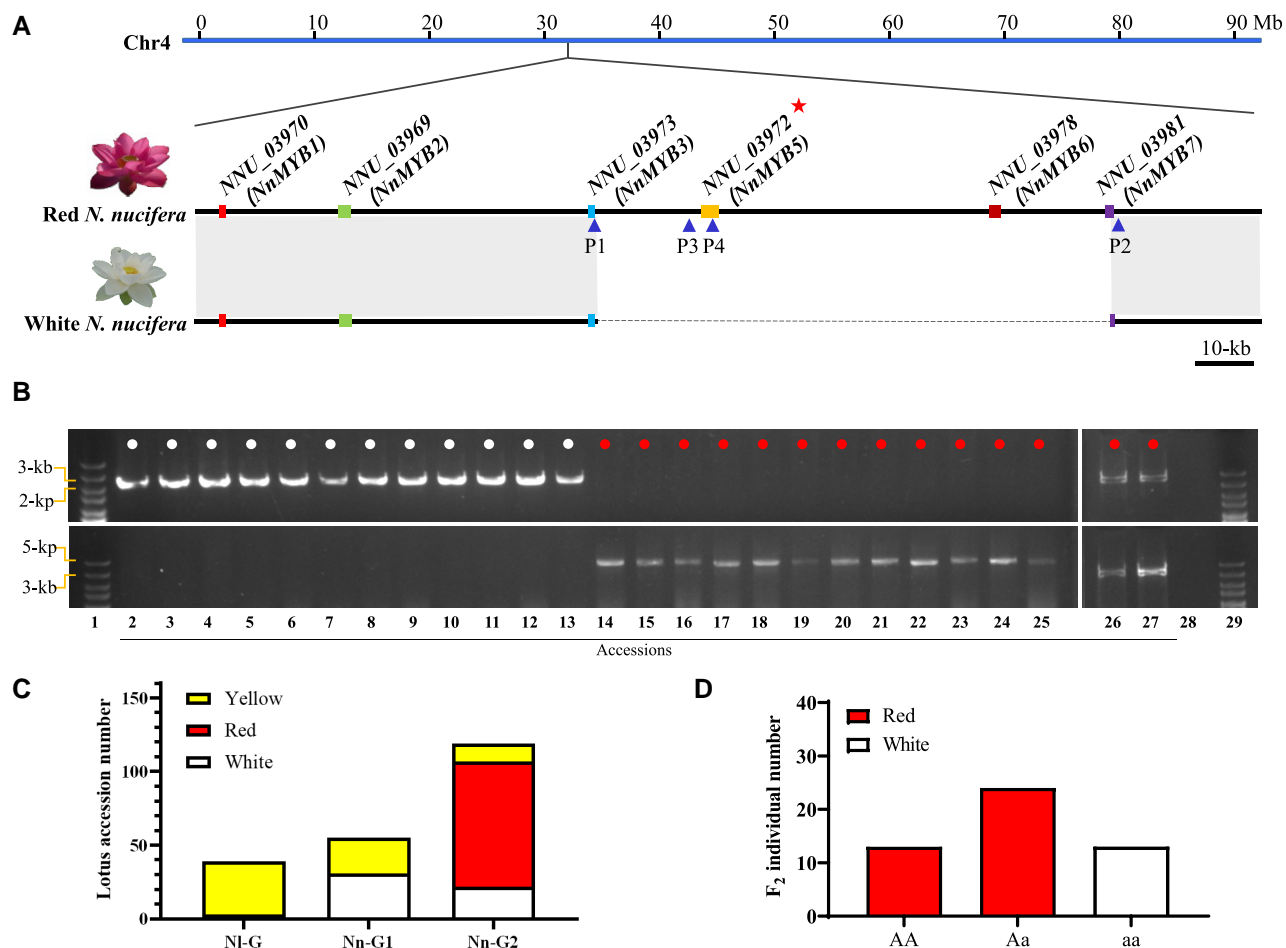 A
0 10 20 30 40 50 60 70 80 90 Mb
Chr4
NNU_03970
(NnMYB1)
NNU_03969
(NnMYB2)
NNU_03973
(NnMYB3)
NNU_03972
(NnMYB5)
NNU_03978
(NnMYB6)
NNU_03981
(NnMYB7)
Red N. nucifera
P1 P3 P4 P2
White N. nucifera
10-kb
B
3-kb
2-kp
5-kp
3-kb
1 2 3 4 5 6 7 8 9 10 11 12 13 14 15 16 17 18 19 20 21 22 23 24 25 26 27 28 29
Accessions
C
Lotus accession number
150
100
50
0
Yellow
Red
White
Nl-G Nn-G1 Nn-G2
D
F2 individual number
40
30
20
10
0
Red
White
AA Aa aa